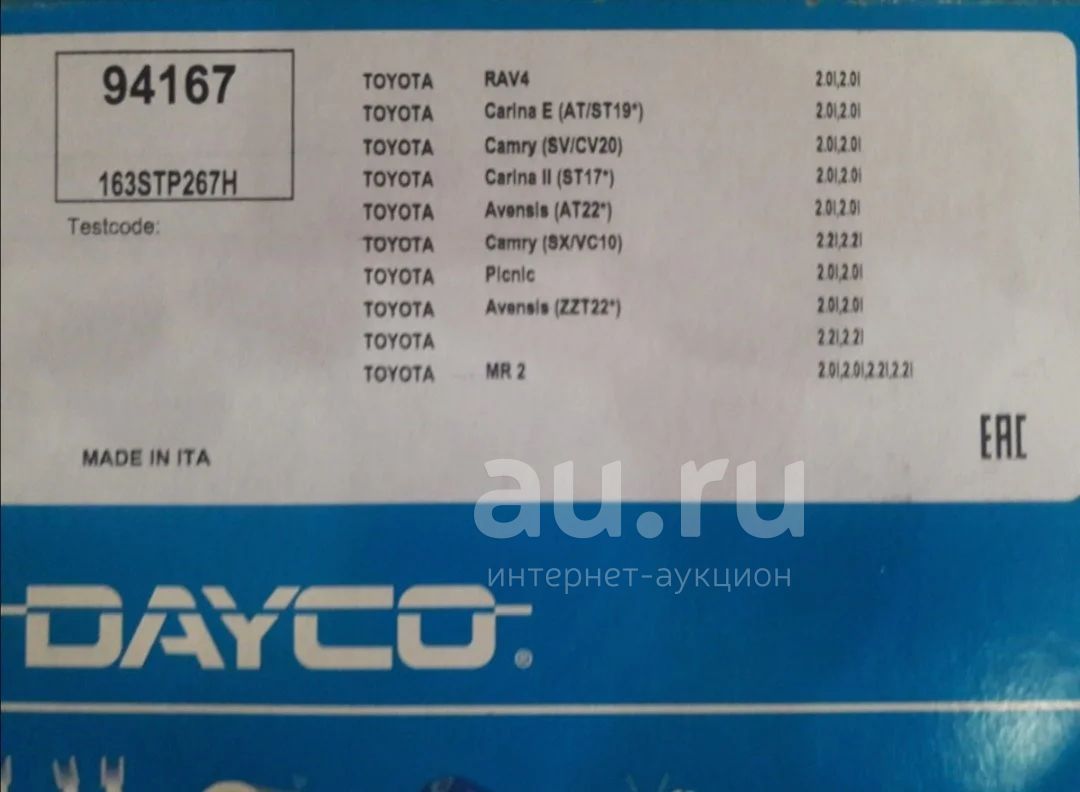 94167
163STP267H
Testcode:
TOYOTA RAV4 2.0l,2.0l
TOYOTA Carina E (AT/ST19*) 2.0l,2.0l
TOYOTA Camry (SV/CV20) 2.0l,2.0l
TOYOTA Carina II (ST17*) 2.0l,2.0l
TOYOTA Avensis (AT22*) 2.0l,2.0l
TOYOTA Camry (SX/VC10) 2.2l,2.2l
TOYOTA Picnic 2.0l,2.0l
TOYOTA Avensis (ZZT22*) 2.0l,2.0l
TOYOTA 2.2l,2.2l
TOYOTA MR 2 2.0l,2.0l,2.2l,2.2l
EAC
MADE IN ITA
au.ru
интернет-аукцион
DAYCO®